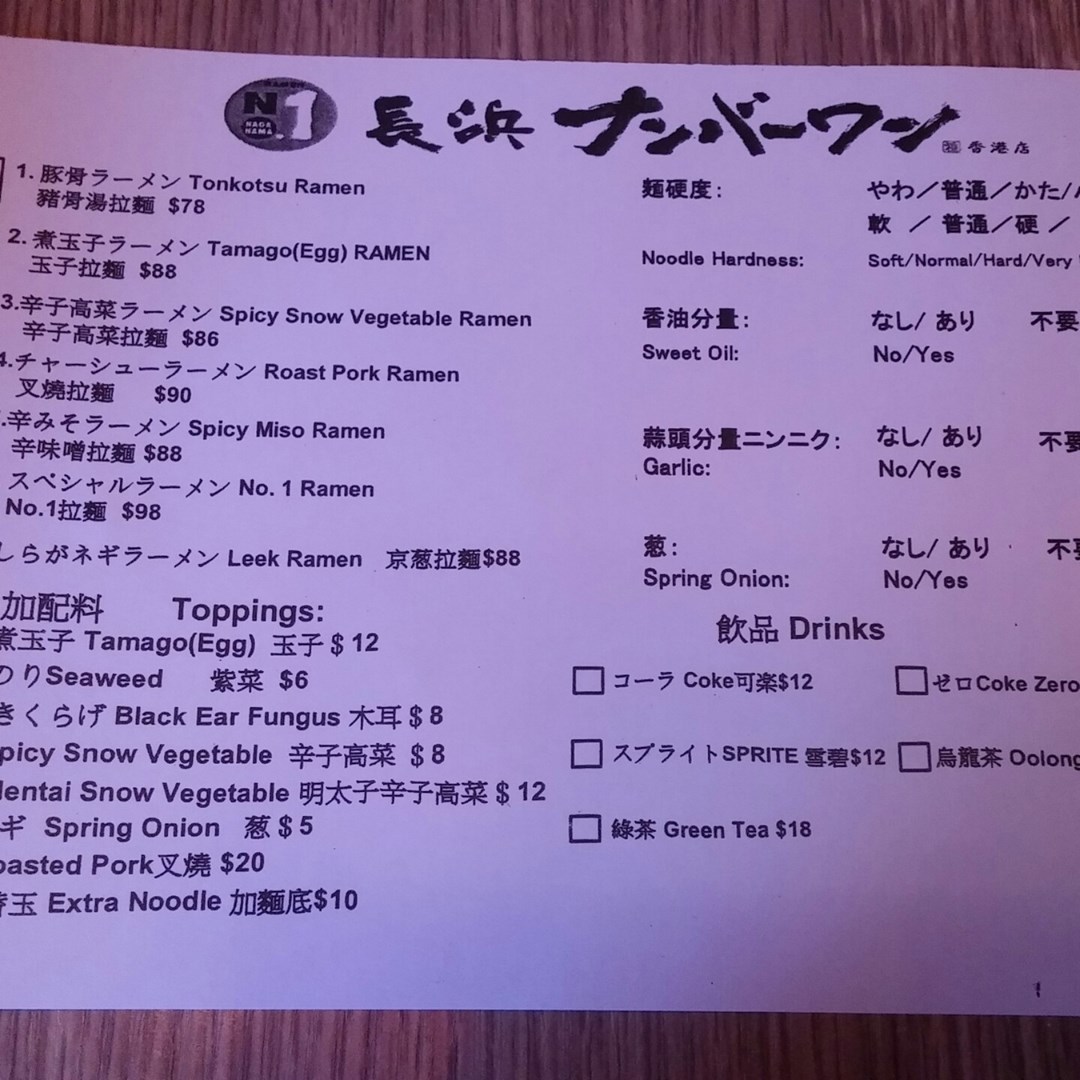 N1
NAGA
HAMA
長浜 ナンバーワン
香港店
1. 豚骨ラーメン Tonkotsu Ramen
豬骨湯拉麵 $78
2. 煮玉子ラーメン Tamago(Egg) RAMEN
玉子拉麵 $88
3.辛子高菜ラーメン Spicy Snow Vegetable Ramen
辛子高菜拉麵 $86
4.チャーシューラーメン Roast Pork Ramen
叉燒拉麵 $90
辛みそラーメン Spicy Miso Ramen
辛味噌拉麵 $88
スペシャルラーメン No. 1 Ramen
No.1拉麵 $98
しらがネギラーメン Leek Ramen 京葱拉麵$88
加配料 Toppings:
煮玉子 Tamago(Egg) 玉子 $ 12
のりSeaweed 紫菜 $6
きくらげ Black Ear Fungus 木耳 $ 8
picy Snow Vegetable 辛子高菜 $ 8
entai Snow Vegetable 明太子辛子高菜 $ 12
ギ Spring Onion 葱 $ 5
oasted Pork叉燒 $20
替玉 Extra Noodle 加麵底$10
麵硬度: やわ／普通／かた/
軟 ／ 普通／硬 ／
Noodle Hardness: Soft/Normal/Hard/Very
香油分量: なし/ あり 不要
Sweet Oil: No/Yes
蒜頭分量ニンニク: なし/ あり 不要
Garlic: No/Yes
葱: なし/ あり 不
Spring Onion: No/Yes
飲品 Drinks
コーラ Coke可楽$12 ゼロCoke Zero
スプライトSPRITE 雪碧$12 烏龍茶 Oolong
綠茶 Green Tea $18